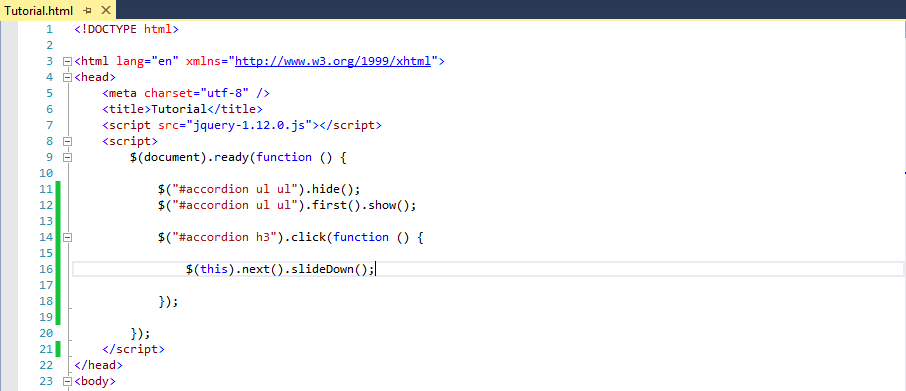 Tutorial.html
1 <!DOCTYPE html>
2
3 <html lang="en" xmlns="http://www.w3.org/1999/xhtml">
4 <head>
5     <meta charset="utf-8" />
6     <title>Tutorial</title>
7     <script src="jquery-1.12.0.js"></script>
8     <script>
9         $(document).ready(function () {
10
11             $("#accordion ul ul").hide();
12             $("#accordion ul ul").first().show();
13
14             $("#accordion h3").click(function () {
15
16                 $(this).next().slideDown();
17
18             });
19
20         });
21     </script>
22 </head>
23 <body>